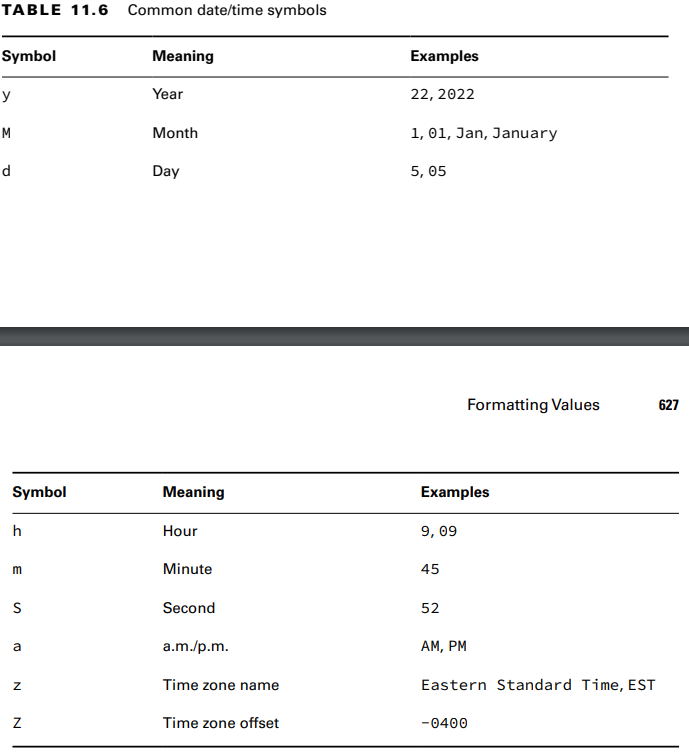 TABLE 11.6 Common date/time symbols
Symbol Meaning Examples
y Year 22, 2022
M Month 1, 01, Jan, January
d Day 5, 05
Formatting Values 627
Symbol Meaning Examples
h Hour 9, 09
m Minute 45
S Second 52
a a.m./p.m. AM, PM
z Time zone name Eastern Standard Time, EST
Z Time zone offset -0400